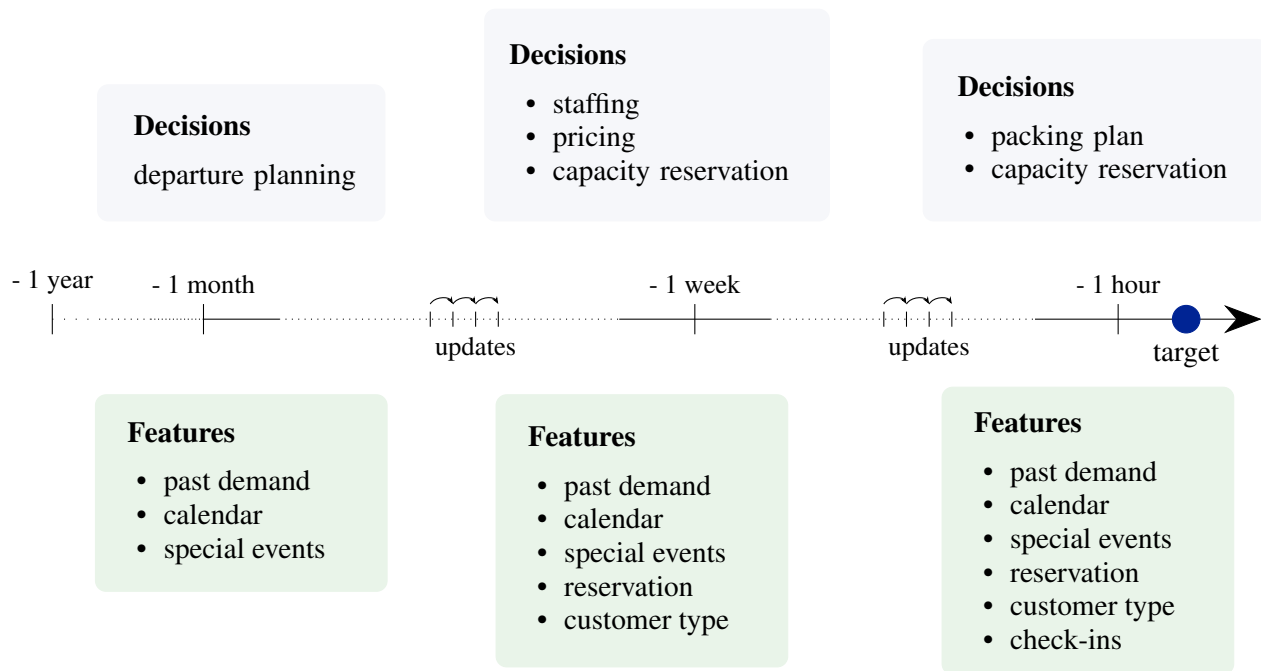 Decisions
departure planning
Decisions
• staffing
• pricing
• capacity reservation
Decisions
• packing plan
• capacity reservation
- 1 year
- 1 month
- 1 week
- 1 hour
updates
updates
target
Features
• past demand
• calendar
• special events
Features
• past demand
• calendar
• special events
• reservation
• customer type
Features
• past demand
• calendar
• special events
• reservation
• customer type
• check-ins